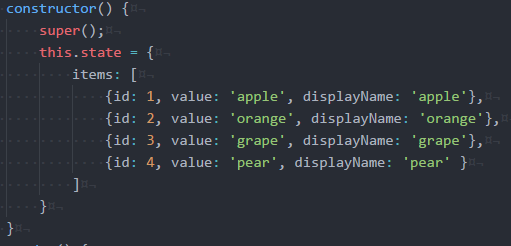 constructor() {
    super();
    this.state = {
        items: [
            {id: 1, value: 'apple', displayName: 'apple'},
            {id: 2, value: 'orange', displayName: 'orange'},
            {id: 3, value: 'grape', displayName: 'grape'},
            {id: 4, value: 'pear', displayName: 'pear' }
        ]
    }
}